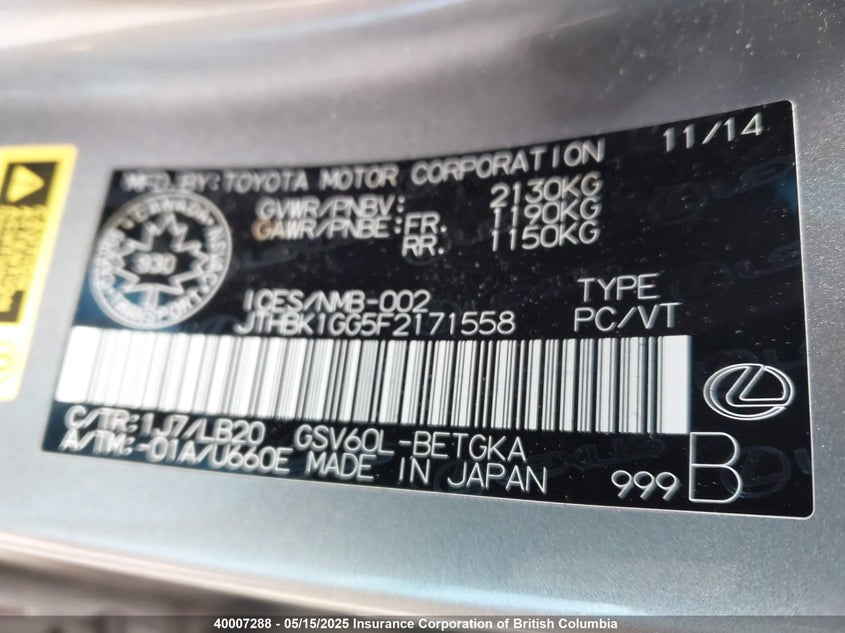 11/14
MFD. BY: TOYOTA MOTOR CORPORATION
GVWR/PNBV: 2130KG
GAWR/PNBE: FR. 1190KG
RR. 1150KG
ICES/NMB-002
JTHBK1GG5F2171558
TYPE
PC/VT
C/TR: 1J7/LB20 GSV60L-BETGKA
A/TM: -01A/U660E MADE IN JAPAN
999 B
40007288 - 05/15/2025 Insurance Corporation of British Columbia